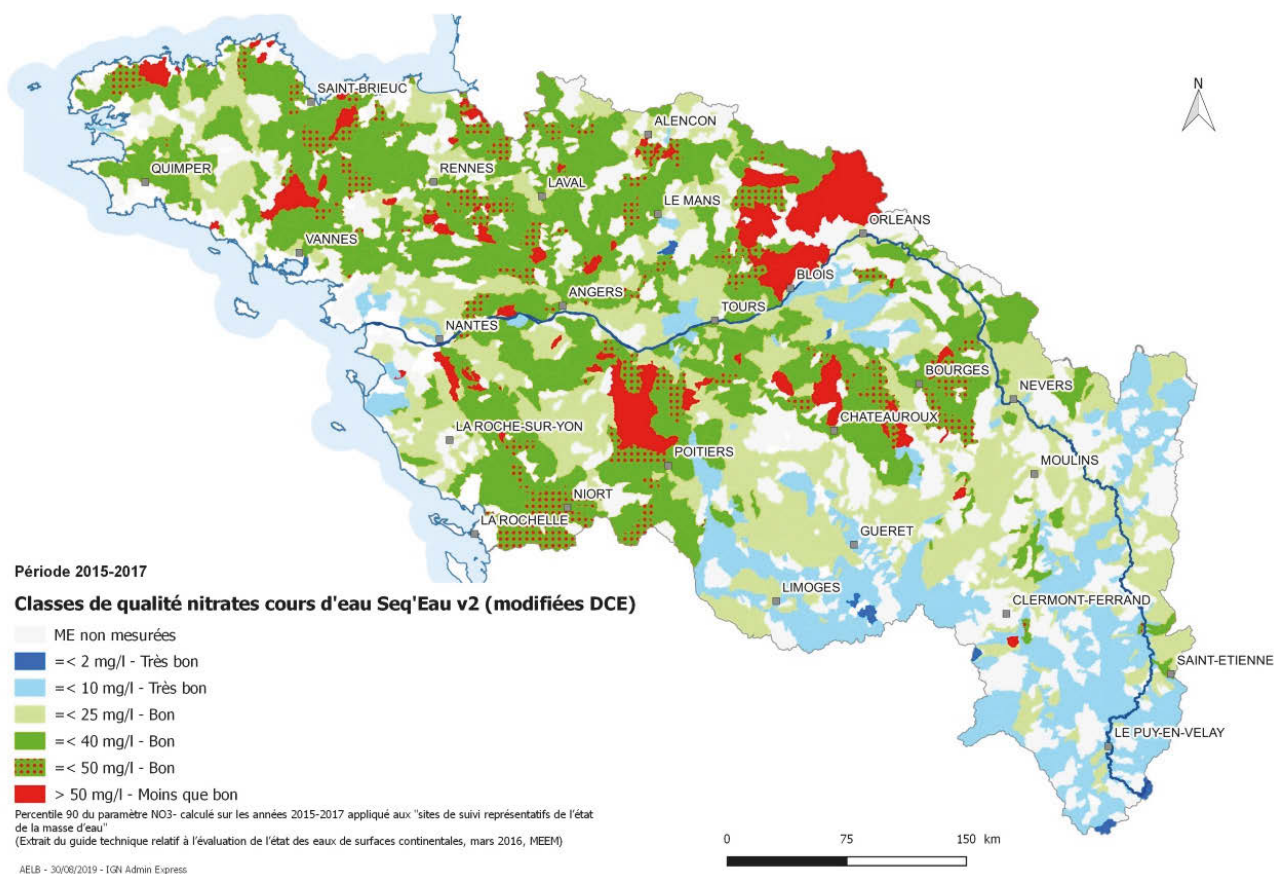 N
SAINT-BRIEUC
ALENCON
QUIMPER
RENNES
LAVAL
LE MANS
ORLEANS
VANNES
BLOIS
ANGERS
TOURS
NANTES
BOURGES
NEVERS
CHATEAUROUX
LA ROCHE-SUR-YON
POITIERS
MOULINS
NIORT
LA ROCHELLE
GUERET
LIMOGES
CLERMONT-FERRAND
SAINT-ETIENNE
LE PUY-EN-VELAY
Période 2015-2017
Classes de qualité nitrates cours d'eau Seq'Eau v2 (modifiées DCE)
ME non mesurées
=< 2 mg/l - Très bon
=< 10 mg/l - Très bon
=< 25 mg/l - Bon
=< 40 mg/l - Bon
=< 50 mg/l - Bon
> 50 mg/l - Moins que bon
Percentile 90 du paramètre NO3- calculé sur les années 2015-2017 appliqué aux "sites de suivi représentatifs de l'état
de la masse d'eau"
(Extrait du guide technique relatif à l'évaluation de l'état des eaux de surfaces continentales, mars 2016, MEEM)
0 75 150 km
AELB - 30/08/2019 - IGN Admin Express